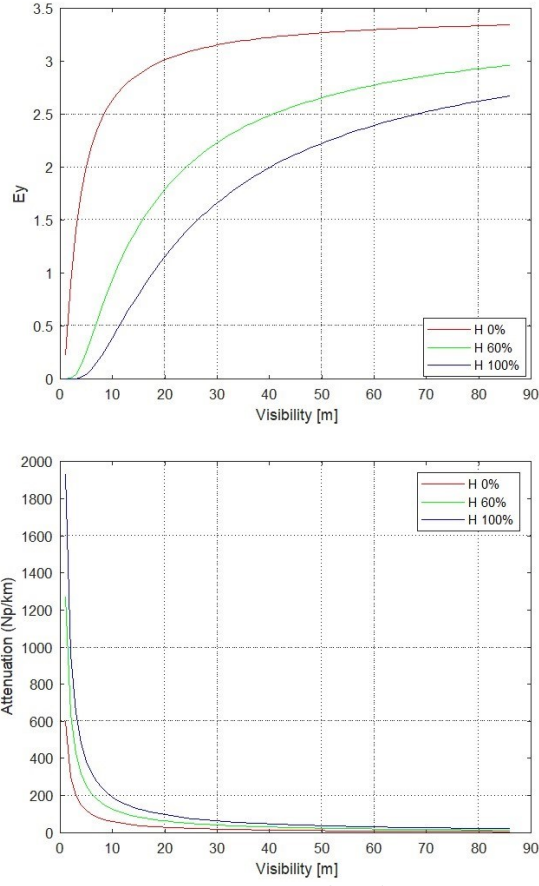 3.5
3
2.5
2
1.5
1
0.5
0
Ey
H 0%
H 60%
H 100%
0 10 20 30 40 50 60 70 80 90
Visibility [m]
2000
1800
1600
1400
1200
1000
800
600
400
200
0
Attenuation (Np/km)
H 0%
H 60%
H 100%
0 10 20 30 40 50 60 70 80 90
Visibility [m]